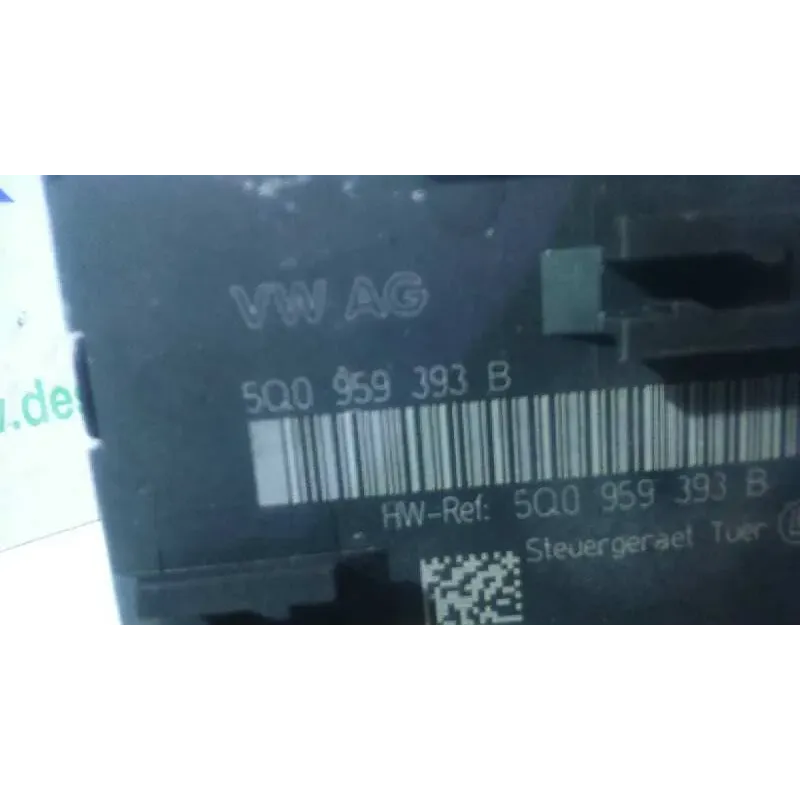 VW AG
5Q0 959 393 B
HW-Ref: 5Q0 959 393 B
Steuergeraet Tuer